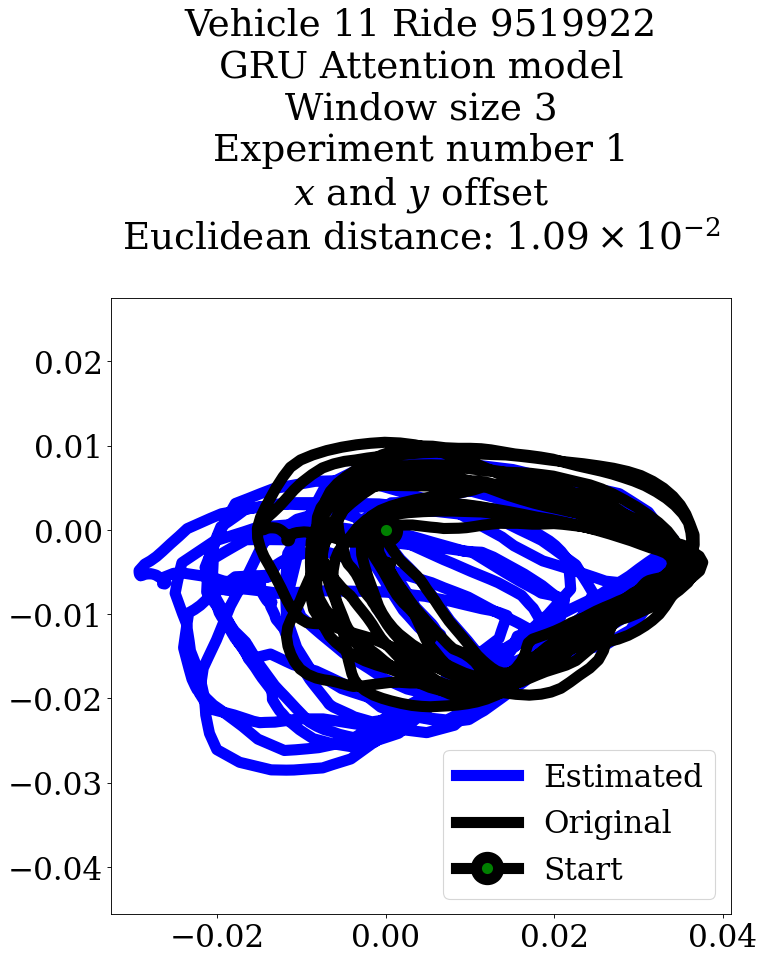 Vehicle 11 Ride 9519922
GRU Attention model
Window size 3
Experiment number 1
x and y offset
Euclidean distance: 1.09 × 10⁻²
0.02
0.01
0.00
−0.01
−0.02
−0.03
−0.04
Estimated
Original
Start
−0.02 0.00 0.02 0.04